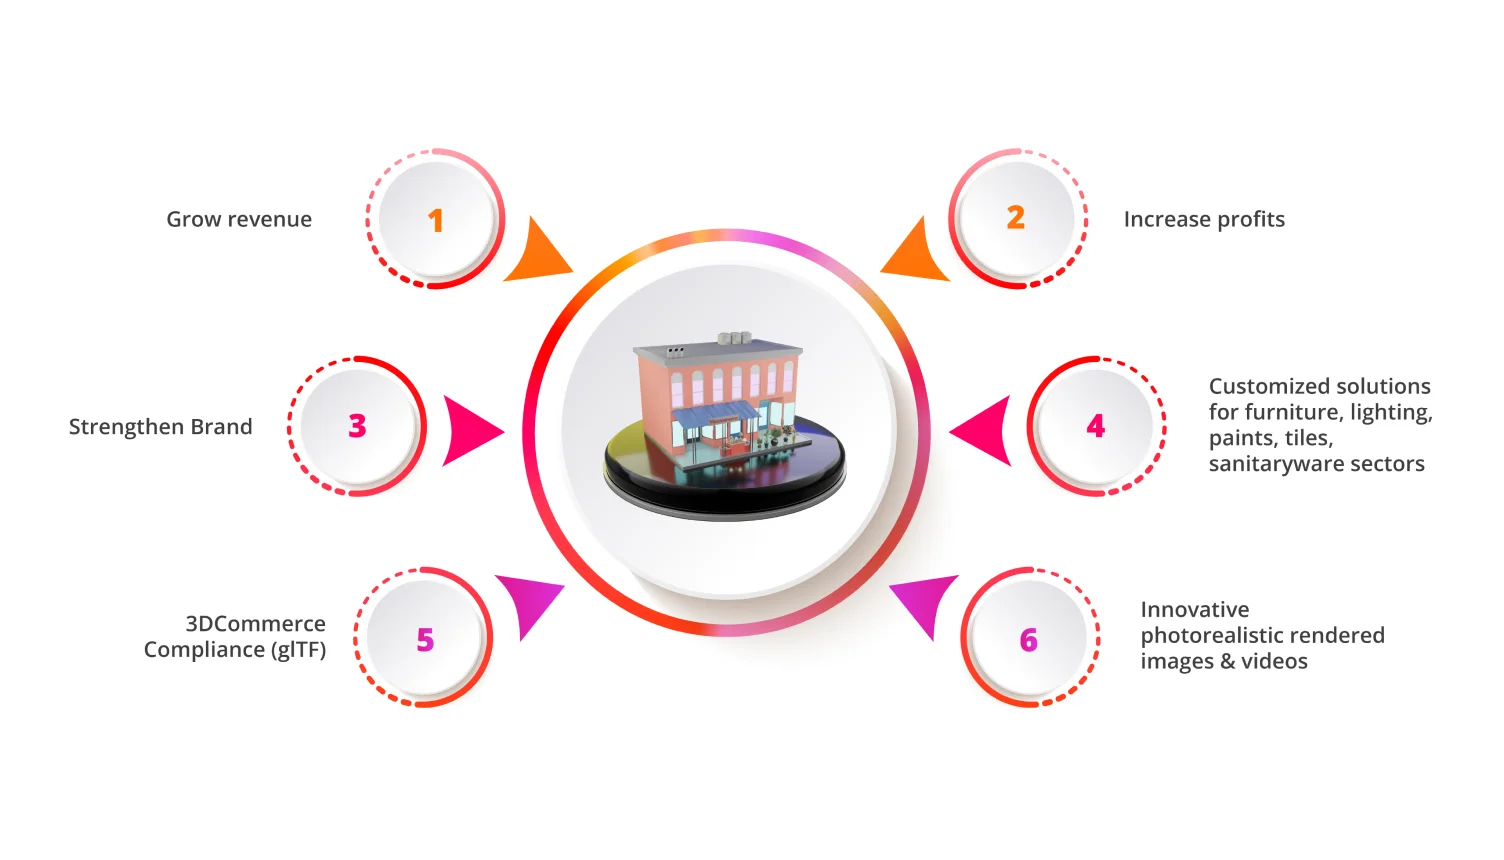 1
Grow revenue
2
Increase profits
3
Strengthen Brand
4
Customized solutions
for furniture, lighting,
paints, tiles,
sanitaryware sectors
5
3DCommerce
Compliance (glTF)
6
Innovative
photorealistic rendered
images & videos